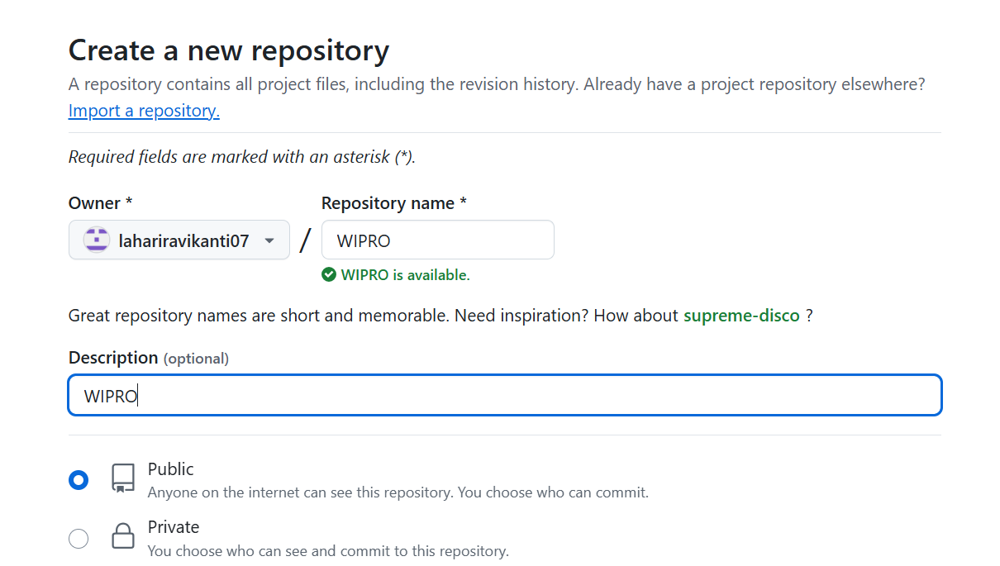 Create a new repository
A repository contains all project files, including the revision history. Already have a project repository elsewhere?
Import a repository.
Required fields are marked with an asterisk (*).
Owner * Repository name *
lahariravikanti07 / WIPRO
WIPRO is available.
Great repository names are short and memorable. Need inspiration? How about supreme-disco ?
Description (optional)
WIPRO
Public
Anyone on the internet can see this repository. You choose who can commit.
Private
You choose who can see and commit to this repository.